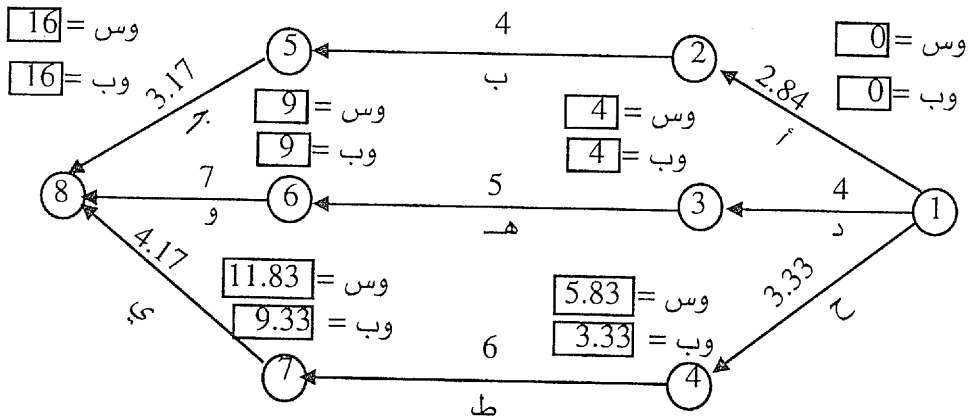 وس = 16
وب = 16
وس = 0
وب = 0
5
4
ب
2
2.84
أ
3.17
ج
وس = 9
وب = 9
وس = 4
وب = 4
8
7
و
6
5
هـ
3
4
د
1
4.17
ي
وس = 11.83
وب = 9.33
وس = 5.83
وب = 3.33
3.33
ح
7
6
ط
4